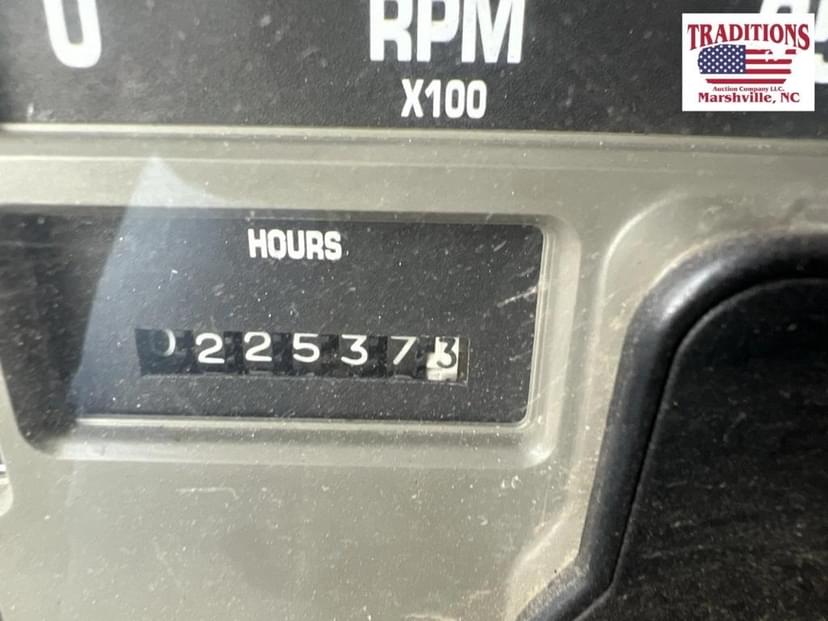 0
RPM
X100
TRADITIONS
Auction Company LLC.
Marshville, NC
HOURS
0225373